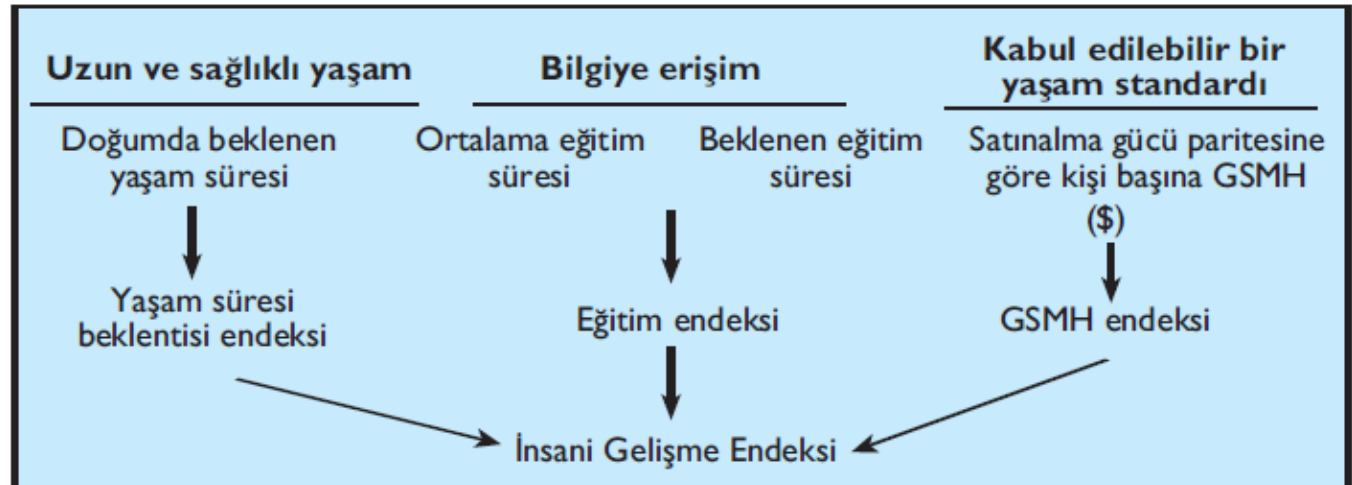 Uzun ve sağlıklı yaşam
Doğumda beklenen
yaşam süresi
Yaşam süresi
beklentisi endeksi
Bilgiye erişim
Ortalama eğitim
süresi
Beklenen eğitim
süresi
Eğitim endeksi
Kabul edilebilir bir
yaşam standardı
Satınalma gücü paritesine
göre kişi başına GSMH
($)
GSMH endeksi
İnsani Gelişme Endeksi